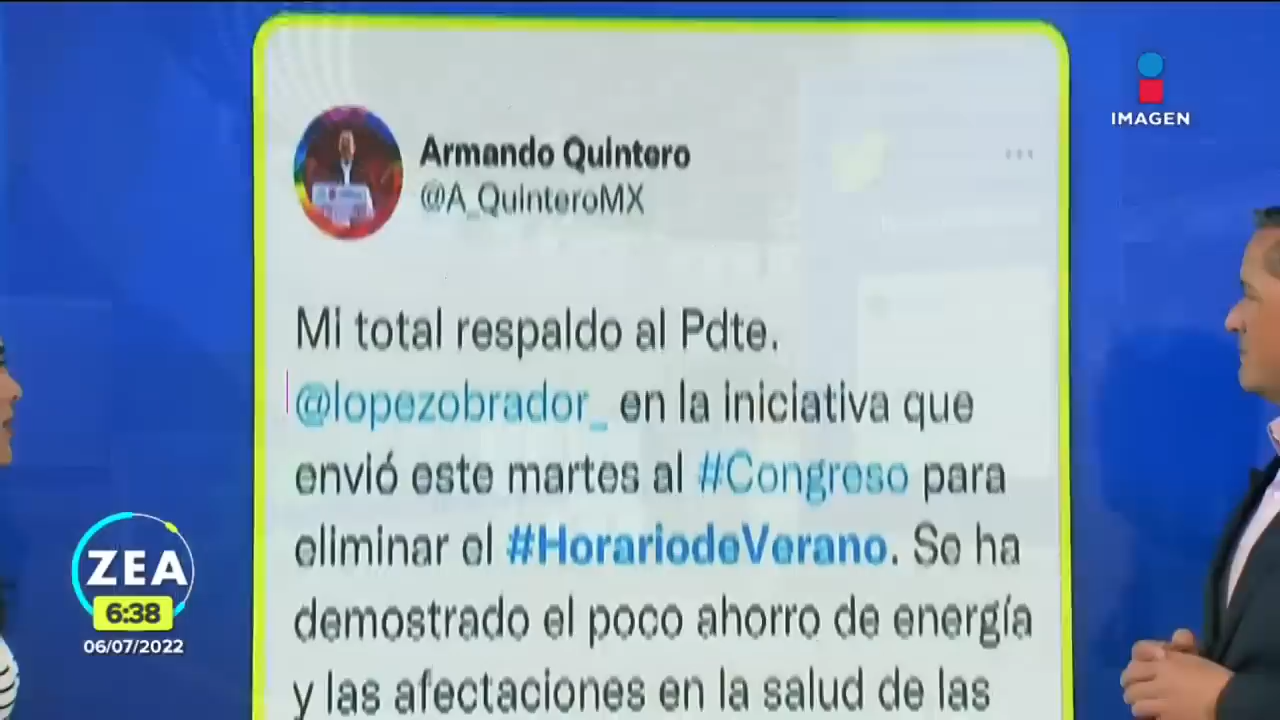 IMAGEN
Armando Quintero
@A_QuinteroMX
Mi total respaldo al Pdte.
@lopezobrador_ en la iniciativa que
envió este martes al #Congreso para
eliminar el #HorariodeVerano. Se ha
demostrado el poco ahorro de energía
y las afectaciones en la salud de las
ZEA
6:38
06/07/2022